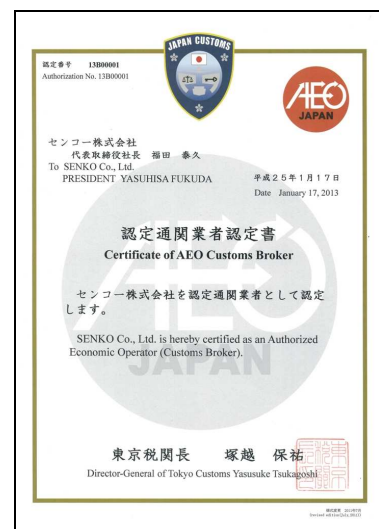 JAPAN CUSTOMS
認定番号 13B00001
Authorization No. 13B00001
AEO
JAPAN
センコー株式会社
代表取締役社長 福田 泰久
To SENKO Co., Ltd.
PRESIDENT YASUHISA FUKUDA
平成25年1月17日
Date January 17, 2013
認定通関業者認定書
Certificate of AEO Customs Broker
センコー株式会社を認定通関業者として認定
します。
SENKO Co., Ltd. is hereby certified as an Authorized
Economic Operator (Customs Broker).
AEO
JAPAN
東京税関長 塚越 保祐
Director-General of Tokyo Customs Yasusuke Tsukagoshi